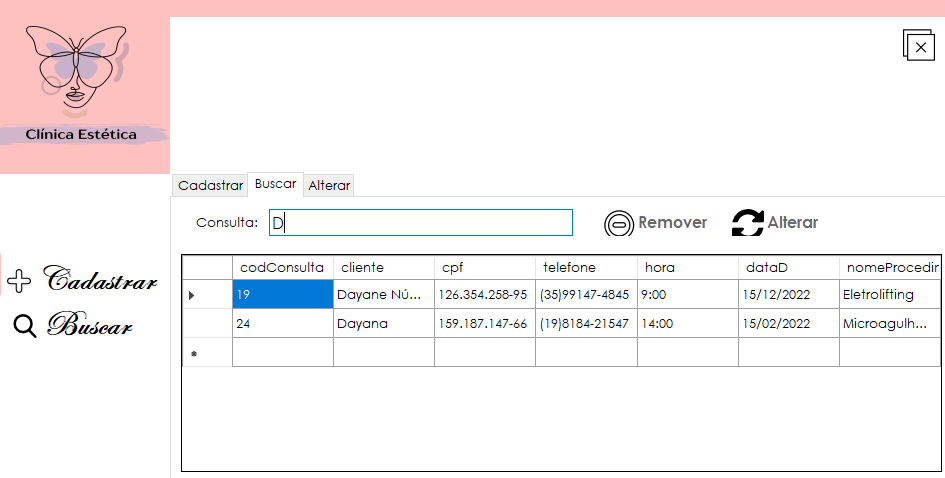 Clínica Estética
Cadastrar Buscar Alterar
Consulta: D Remover Alterar
codConsulta cliente cpf telefone hora dataD nomeProcedir
19 Dayane Nú... 126.354.258-95 (35)99147-4845 9:00 15/12/2022 Eletrolifting
24 Dayana 159.187.147-66 (19)8184-21547 14:00 15/02/2022 Microagulh...
Cadastrar
Buscar